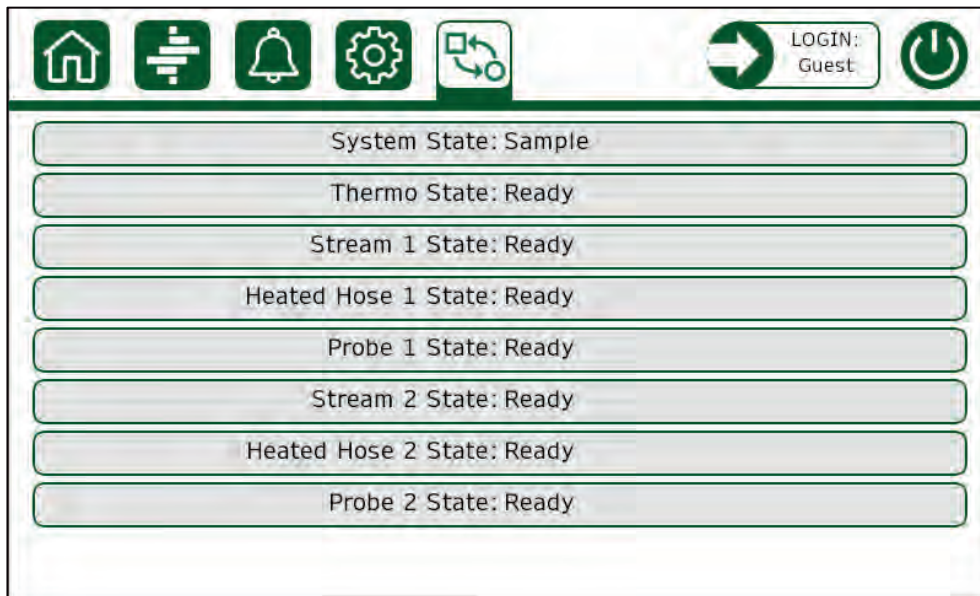 LOGIN:
Guest
System State: Sample
Thermo State: Ready
Stream 1 State: Ready
Heated Hose 1 State: Ready
Probe 1 State: Ready
Stream 2 State: Ready
Heated Hose 2 State: Ready
Probe 2 State: Ready